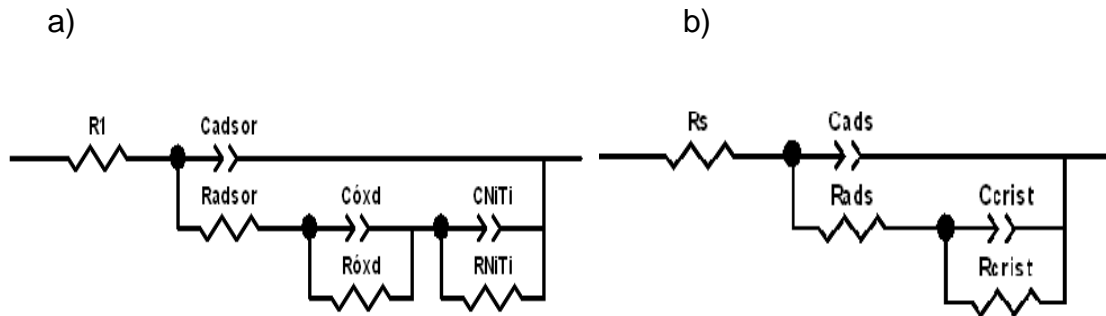 a)
b)
R1
Cadsor
Radsor
Cóxd
CNiTi
Róxd
RNiTi
Rs
Cads
Rads
Ccrist
Rcrist